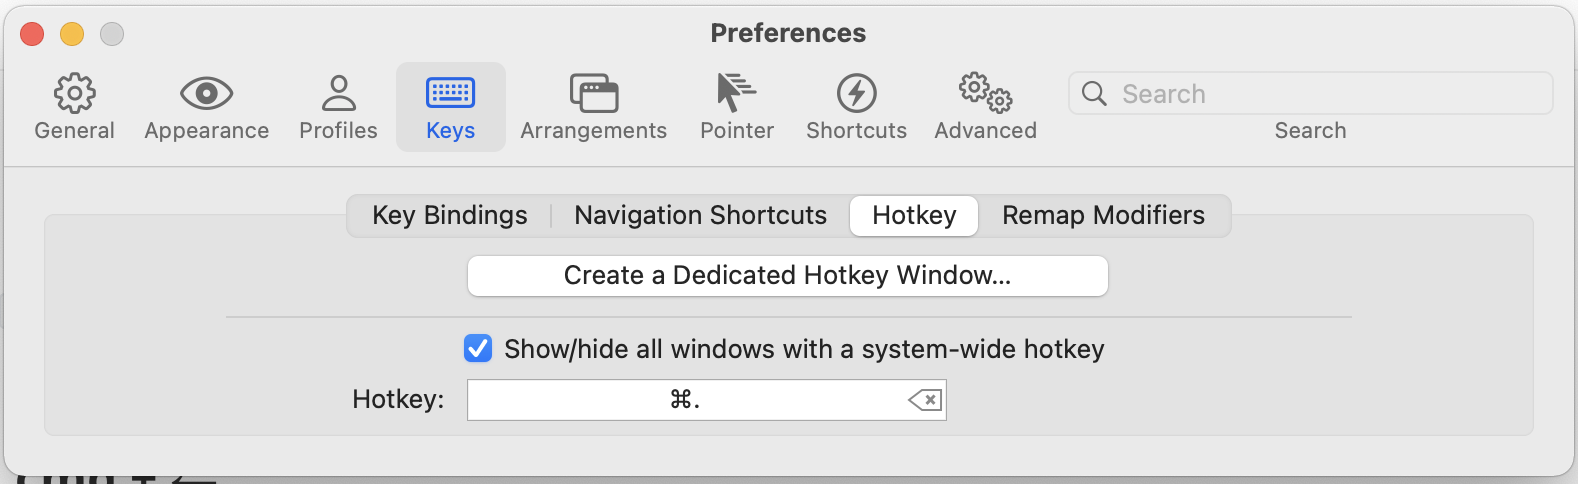 Preferences
General Appearance Profiles Keys Arrangements Pointer Shortcuts Advanced Search
Search
Key Bindings Navigation Shortcuts Hotkey Remap Modifiers
Create a Dedicated Hotkey Window...
Show/hide all windows with a system-wide hotkey
Hotkey: ⌘.